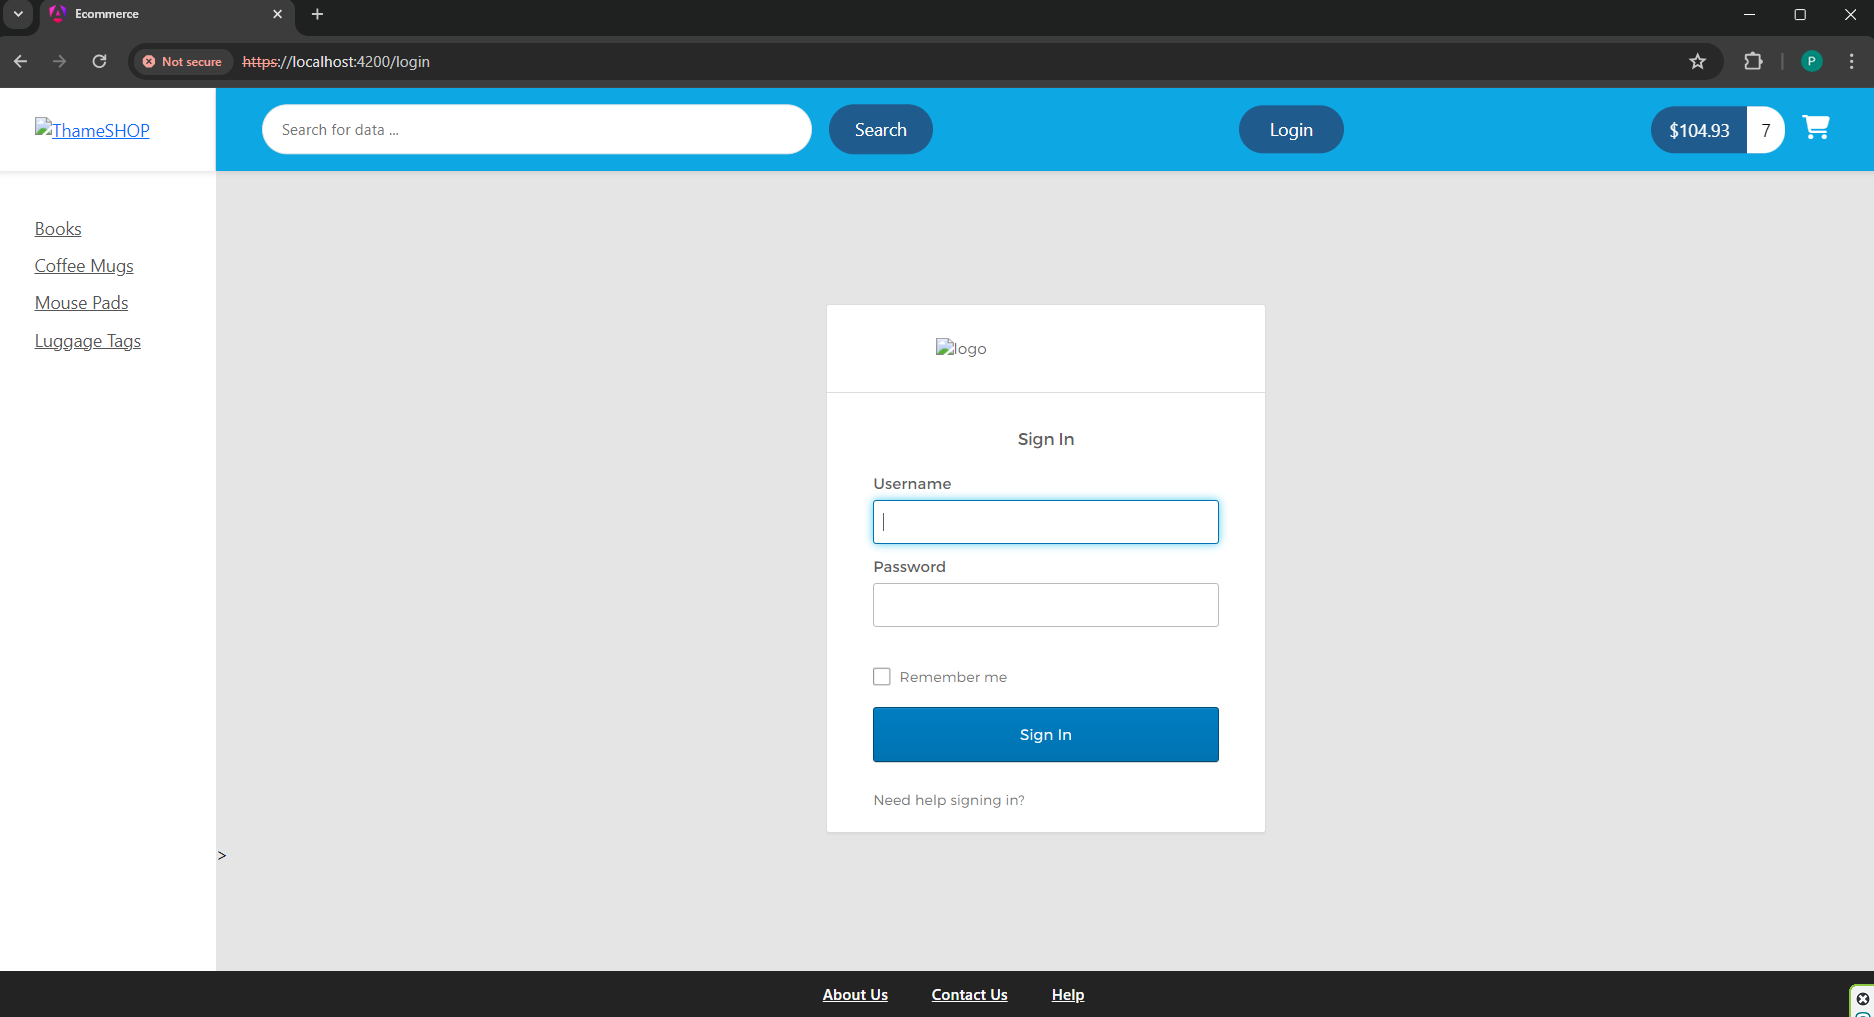 Ecommerce
Not secure
https://localhost:4200/login
P
ThameSHOP
Search for data ...
Search
Login
$104.93
7
Books
Coffee Mugs
Mouse Pads
Luggage Tags
logo
Sign In
Username
Password
Remember me
Sign In
Need help signing in?
>
About Us
Contact Us
Help